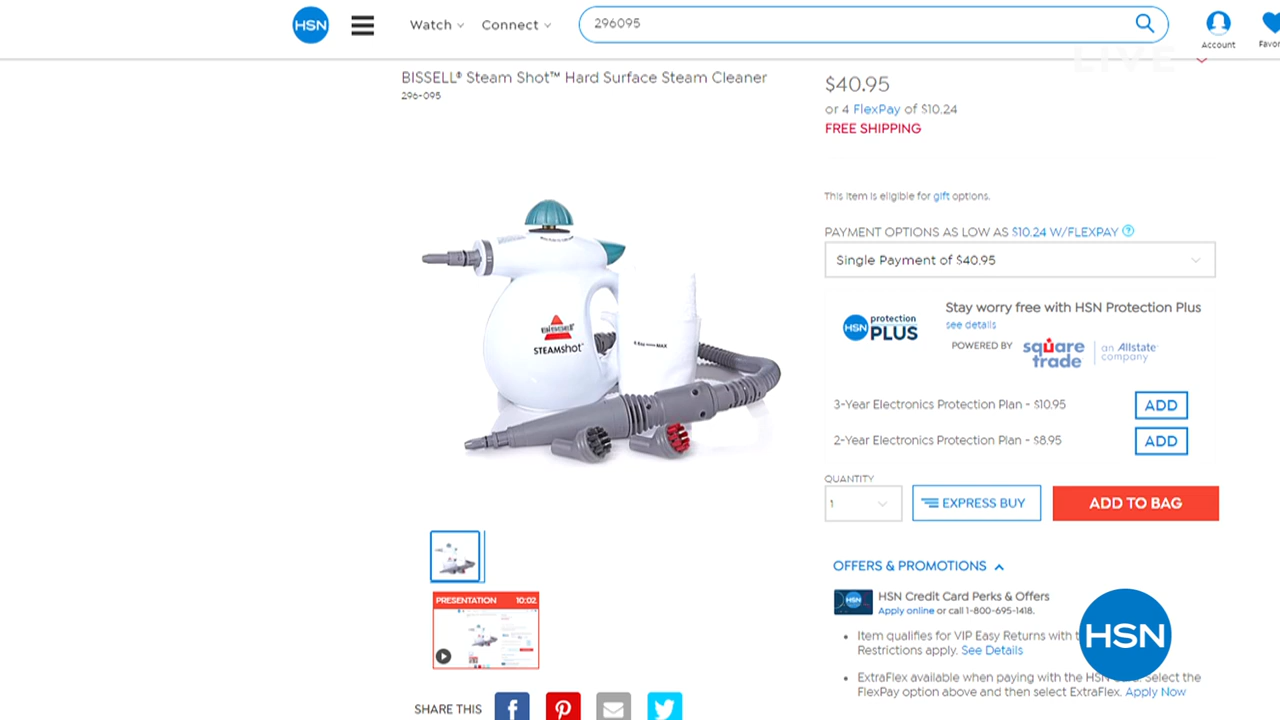 HSN
Watch
Connect
296095
Account
Favor
LIVE
BISSELL® Steam Shot™ Hard Surface Steam Cleaner
296-095
$40.95
or 4 FlexPay of $10.24
FREE SHIPPING
This item is eligible for gift options.
PAYMENT OPTIONS AS LOW AS $10.24 W/FLEXPAY ?
Single Payment of $40.95
BISSELL
STEAMshot
MAX
HSN protection PLUS
Stay worry free with HSN Protection Plus
see details
POWERED BY square trade an Allstate company
3-Year Electronics Protection Plan - $10.95 ADD
2-Year Electronics Protection Plan - $8.95 ADD
QUANTITY
1
EXPRESS BUY
ADD TO BAG
PRESENTATION 10:02
OFFERS & PROMOTIONS
HSN
HSN Credit Card Perks & Offers
Apply online or call 1-800-695-1418.
Item qualifies for VIP Easy Returns with
Restrictions apply. See Details
ExtraFlex available when paying with the HSN Select the
FlexPay option above and then select ExtraFlex. Apply Now
HSN
SHARE THIS